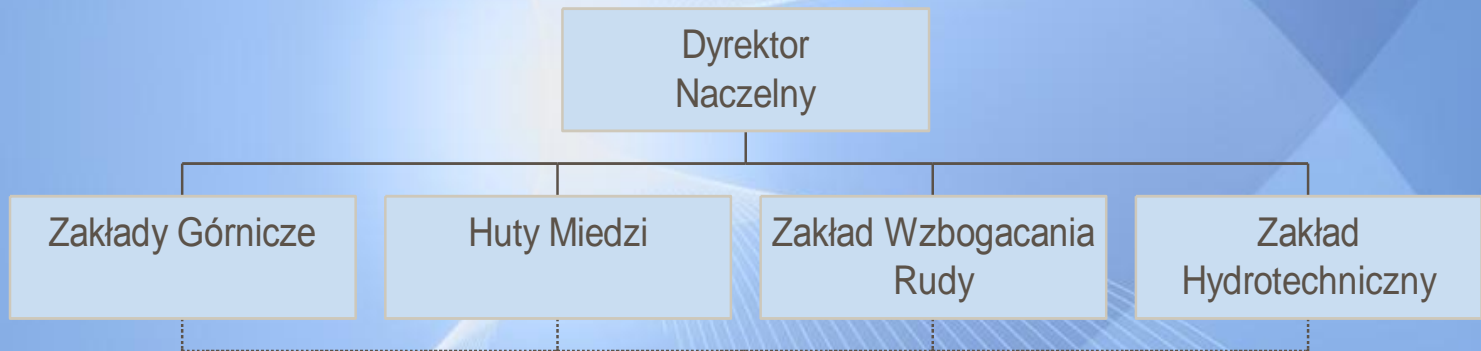 Dyrektor
Naczelny
Zakłady Górnicze
Huty Miedzi
Zakład Wzbogacania
Rudy
Zakład
Hydrotechniczny